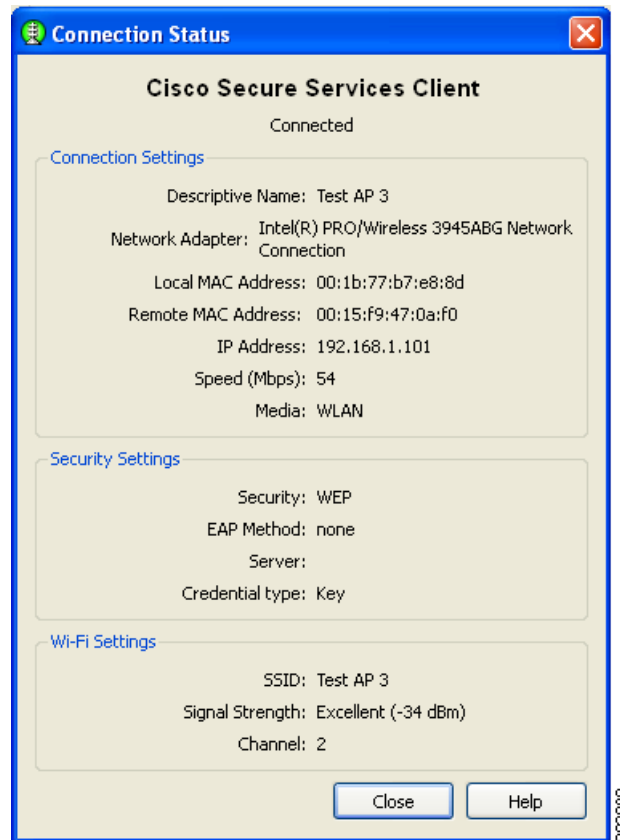 Connection Status
Cisco Secure Services Client
Connected
Connection Settings
Descriptive Name: Test AP 3
Network Adapter: Intel(R) PRO/Wireless 3945ABG Network
Connection
Local MAC Address: 00:1b:77:b7:e8:8d
Remote MAC Address: 00:15:f9:47:0a:f0
IP Address: 192.168.1.101
Speed (Mbps): 54
Media: WLAN
Security Settings
Security: WEP
EAP Method: none
Server:
Credential type: Key
Wi-Fi Settings
SSID: Test AP 3
Signal Strength: Excellent (-34 dBm)
Channel: 2
Close
Help